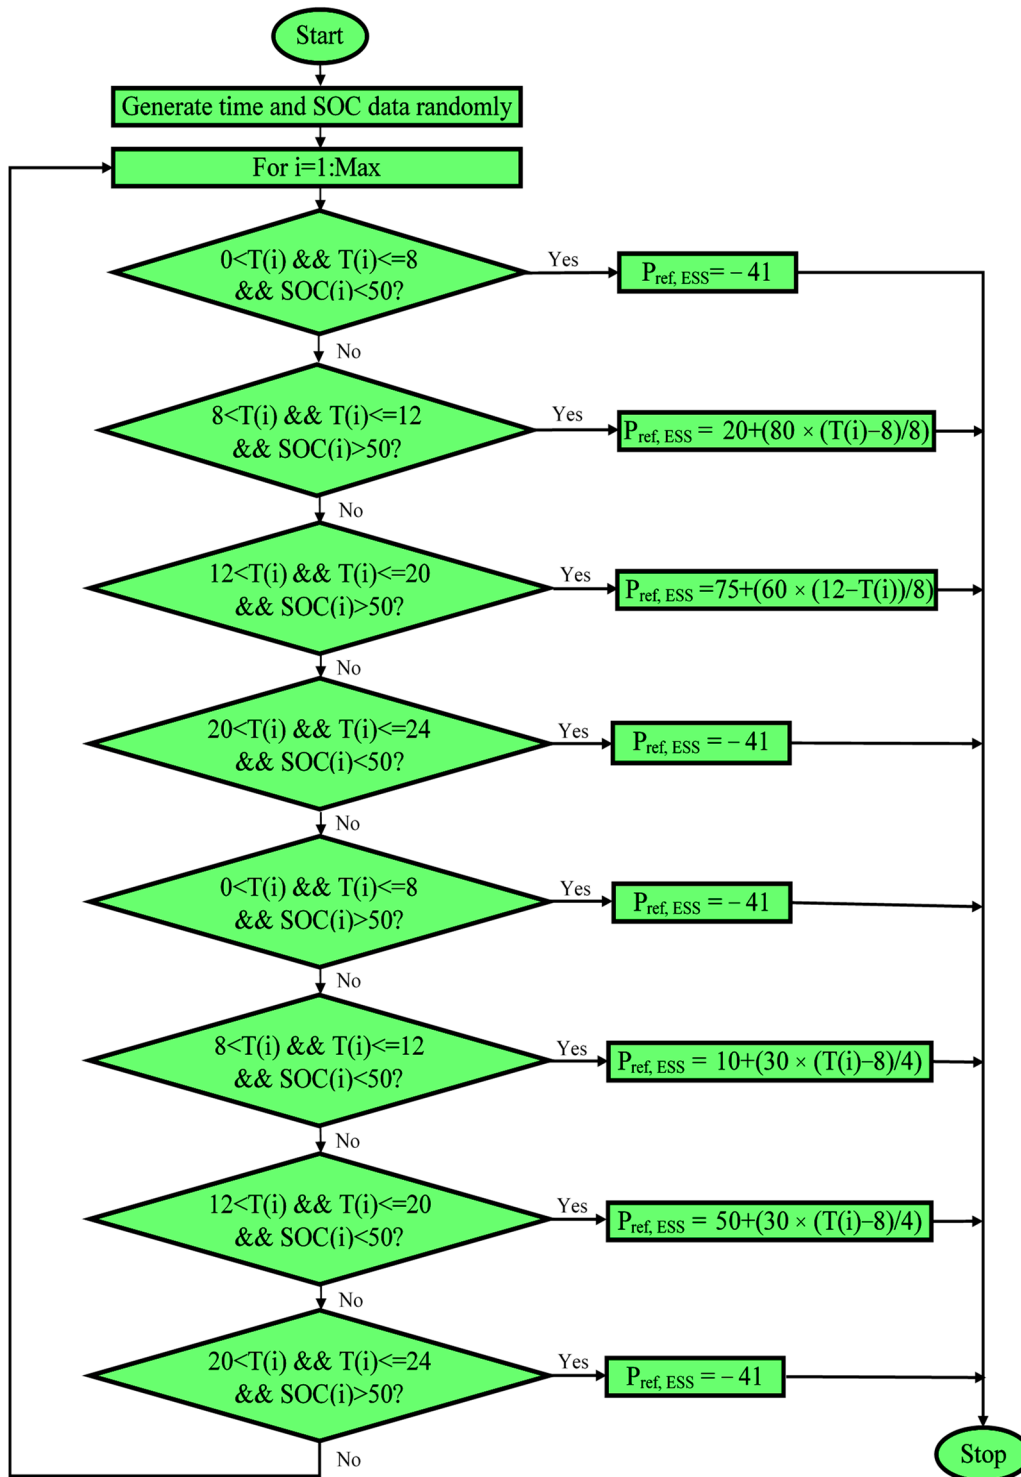 Start
Generate time and SOC data randomly
For i=1:Max
0<T(i) && T(i)<=8
&& SOC(i)<50?
Yes
Pref, ESS= – 41
No
8<T(i) && T(i)<=12
&& SOC(i)>50?
Yes
Pref, ESS = 20+(80 × (T(i)–8)/8)
No
12<T(i) && T(i)<=20
&& SOC(i)>50?
Yes
Pref, ESS =75+(60 × (12–T(i))/8)
No
20<T(i) && T(i)<=24
&& SOC(i)<50?
Yes
Pref, ESS = – 41
No
0<T(i) && T(i)<=8
&& SOC(i)>50?
Yes
Pref, ESS = – 41
No
8<T(i) && T(i)<=12
&& SOC(i)<50?
Yes
Pref, ESS = 10+(30 × (T(i)–8)/4)
No
12<T(i) && T(i)<=20
&& SOC(i)<50?
Yes
Pref, ESS = 50+(30 × (T(i)–8)/4)
No
20<T(i) && T(i)<=24
&& SOC(i)>50?
Yes
Pref, ESS = – 41
No
Stop